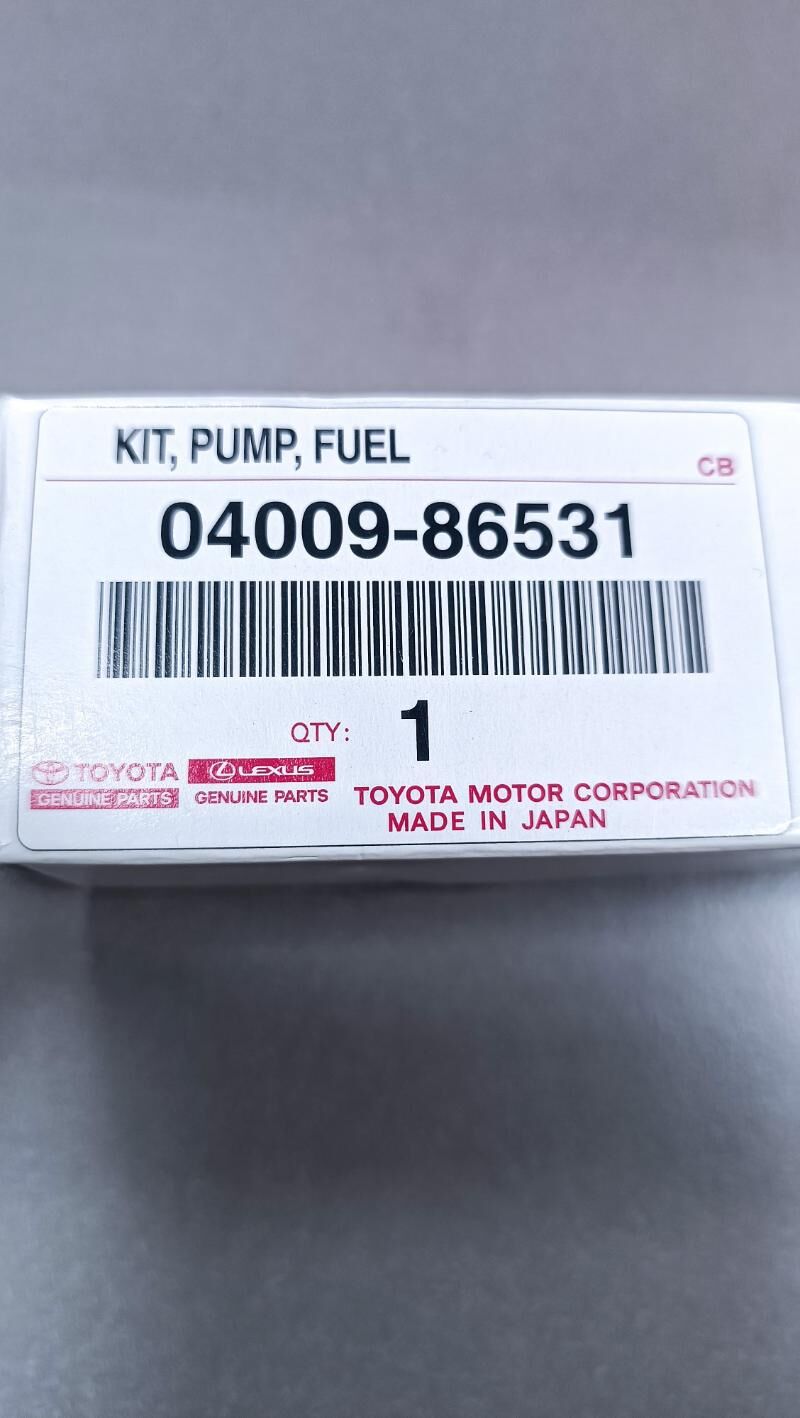 KIT, PUMP, FUEL
CB
04009-86531
QTY: 1
TOYOTA
GENUINE PARTS
LEXUS
GENUINE PARTS
TOYOTA MOTOR CORPORATION
MADE IN JAPAN